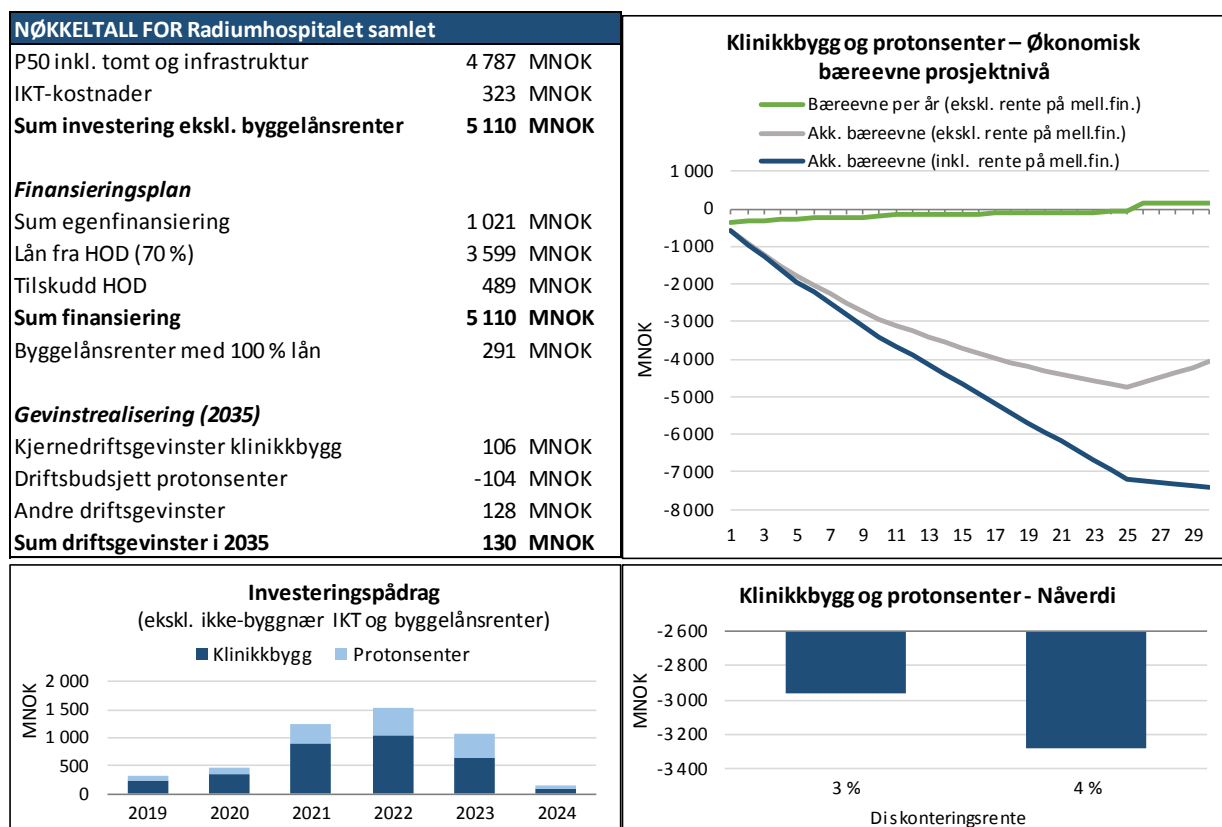 NØKKELTALL FOR Radiumhospitalet samlet
P50 inkl. tomt og infrastruktur 4 787 MNOK
IKT-kostnader 323 MNOK
Sum investering ekskl. byggelånsrenter 5 110 MNOK
Finansieringsplan
Sum egenfinansiering 1 021 MNOK
Lån fra HOD (70 %) 3 599 MNOK
Tilskudd HOD 489 MNOK
Sum finansiering 5 110 MNOK
Byggelånsrenter med 100 % lån 291 MNOK
Gevinstrealisering (2035)
Kjernedriftsgevinster klinikkbygg 106 MNOK
Driftsbudsjett protonsenter -104 MNOK
Andre driftsgevinster 128 MNOK
Sum driftsgevinster i 2035 130 MNOK
Klinikkbygg og protonsenter – Økonomisk
bæreevne prosjektnivå
Bæreevne per år (ekskl. rente på mell.fin.)
Akk. bæreevne (ekskl. rente på mell.fin.)
Akk. bæreevne (inkl. rente på mell.fin.)
MNOK
1 000
0
-1 000
-2 000
-3 000
-4 000
-5 000
-6 000
-7 000
-8 000
1 3 5 7 9 11 13 15 17 19 21 23 25 27 29
Investeringspådrag
(ekskl. ikke-byggnær IKT og byggelånsrenter)
Klinikkbygg Protonsenter
MNOK
2 000
1 500
1 000
500
0
2019 2020 2021 2022 2023 2024
Klinikkbygg og protonsenter - Nåverdi
MNOK
-2 600
-2 800
-3 000
-3 200
-3 400
3 % 4 %
Diskonteringsrente